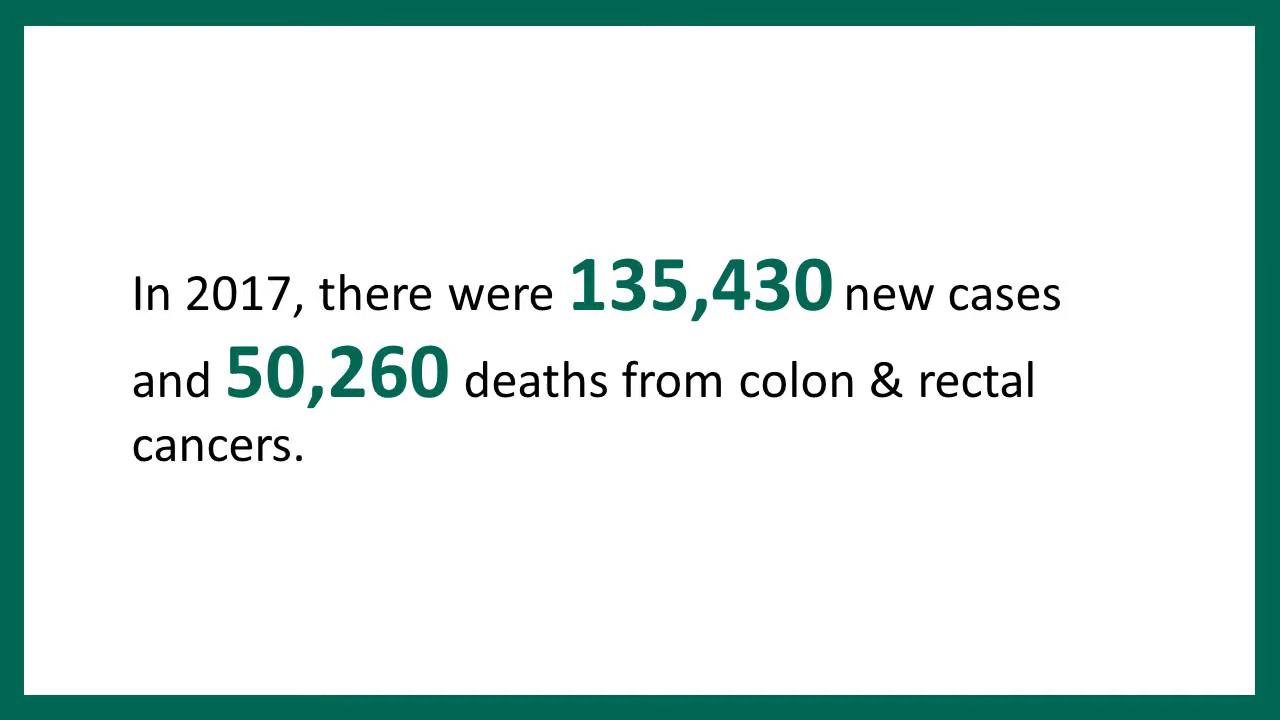 In 2017, there were 135,430 new cases
and 50,260 deaths from colon & rectal
cancers.